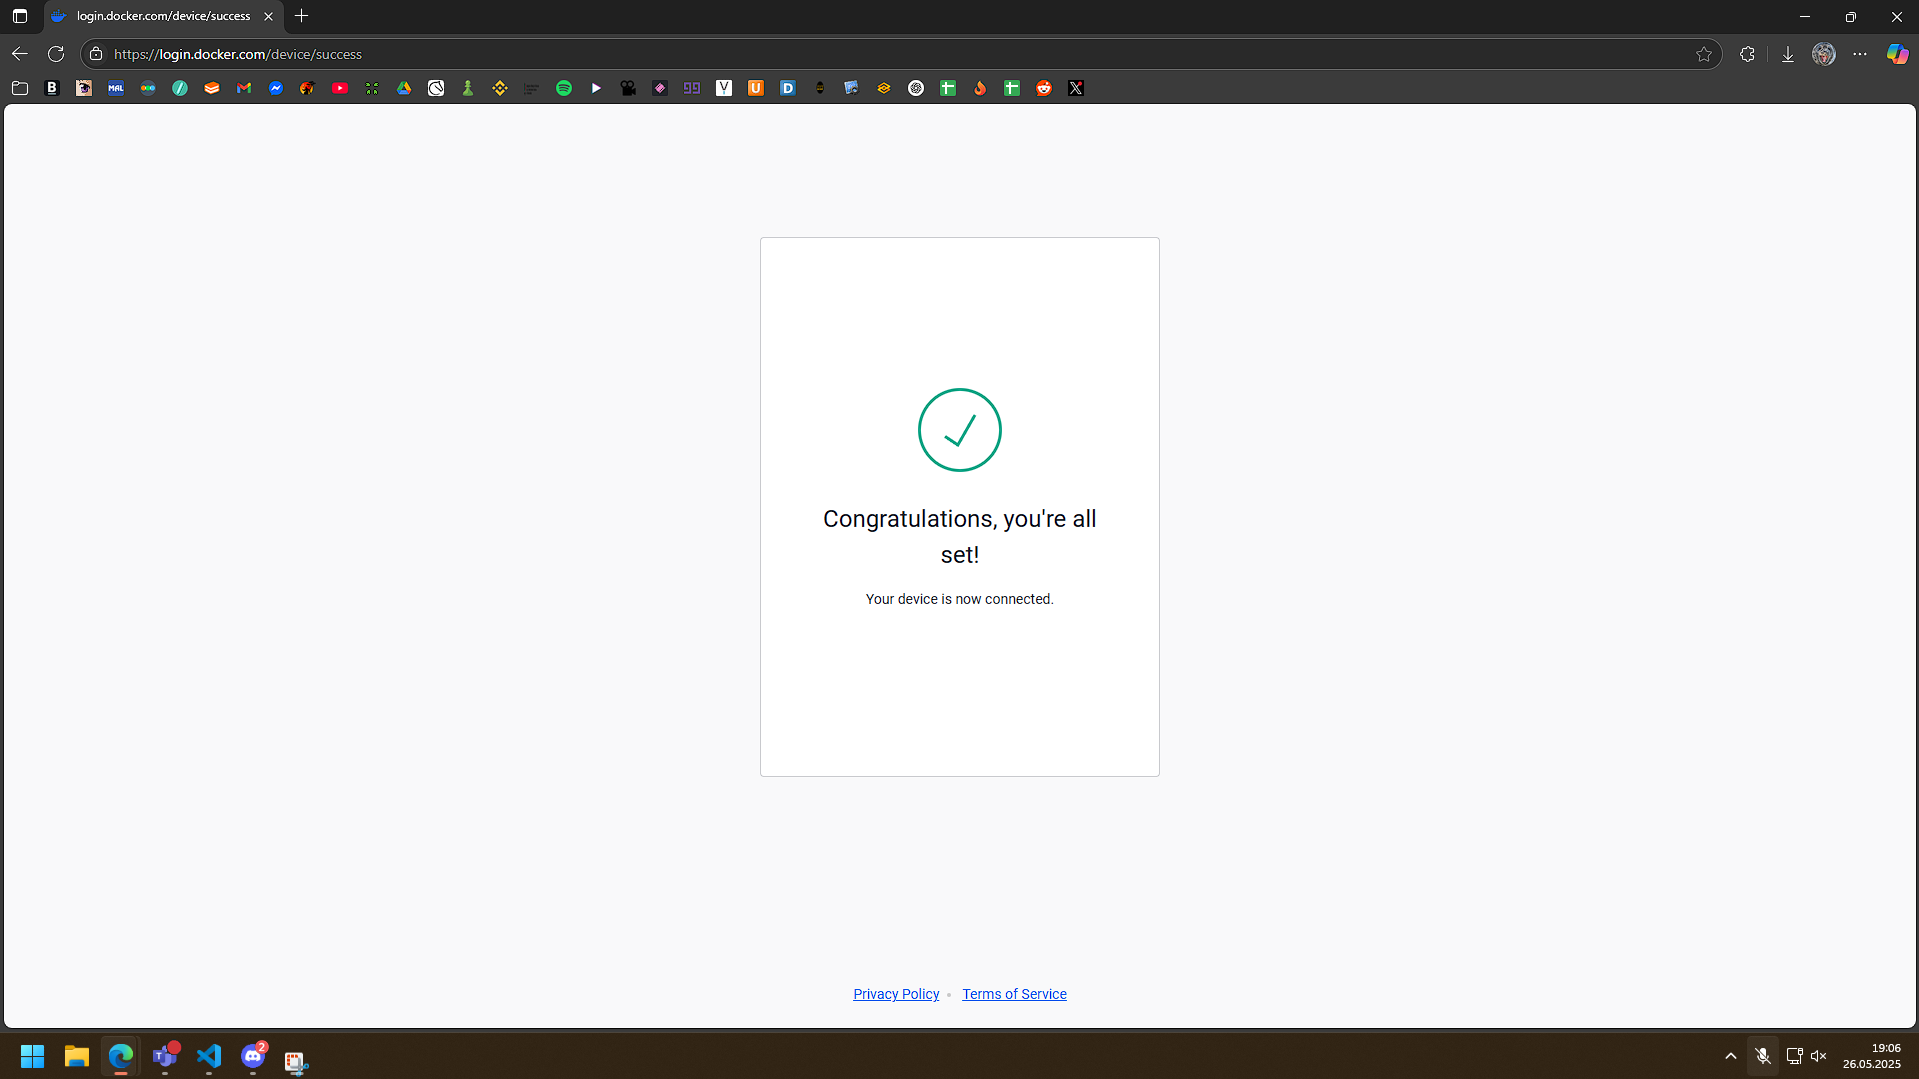 login.docker.com/device/success
https://login.docker.com/device/success
B
MAL
V
U
D
X
Congratulations, you're all
set!
Your device is now connected.
Privacy Policy • Terms of Service
T
2
19:06
26.05.2025